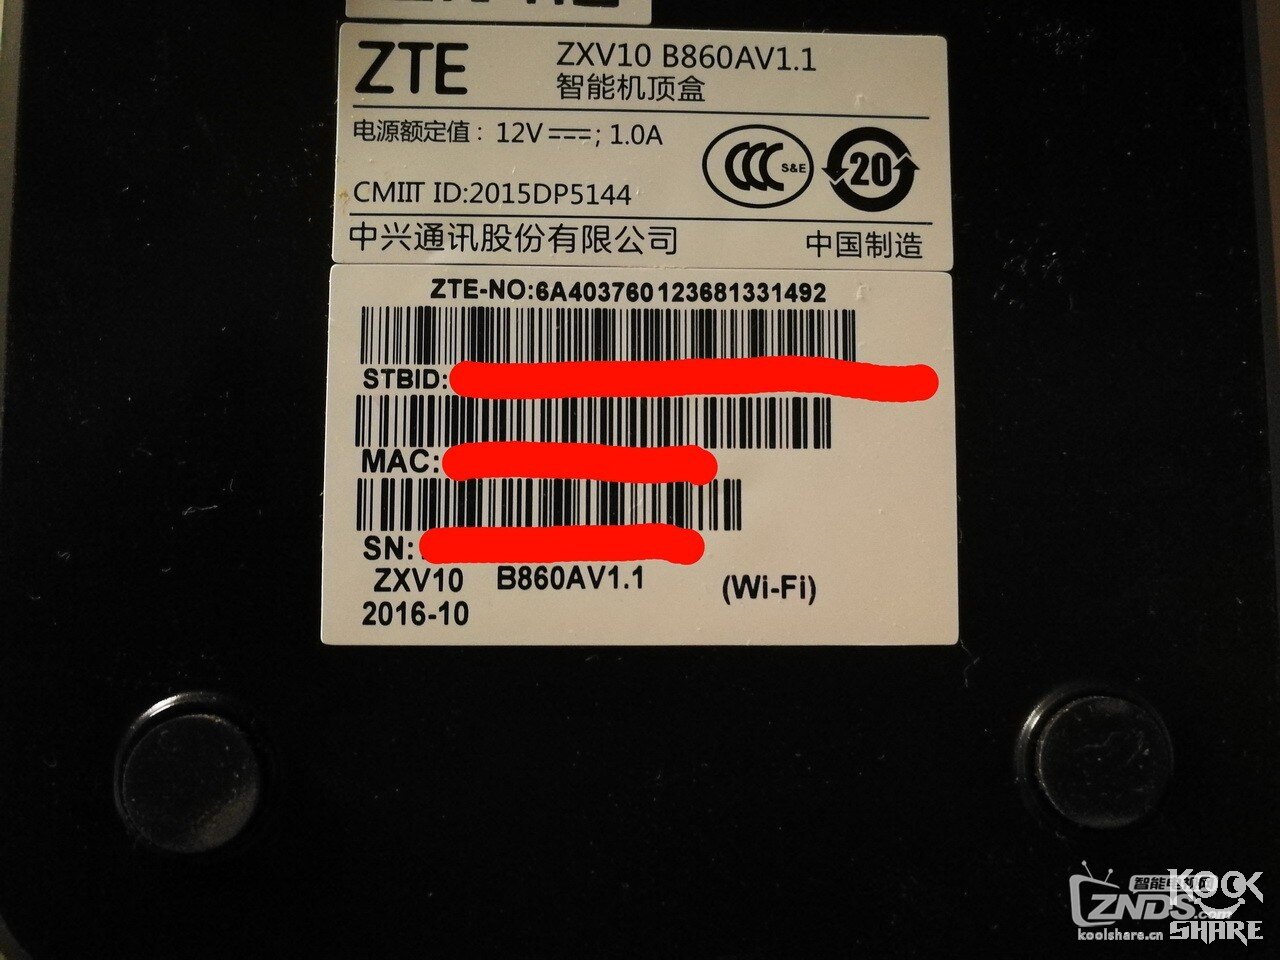 ZTE
ZXV10 B860AV1.1
智能机顶盒
电源额定值: 12V ⎓; 1.0A
S&E
20
CMIIT ID:2015DP5144
中兴通讯股份有限公司
中国制造
ZTE-NO:6A403760123681331492
STBID:
MAC:
SN:
ZXV10 B860AV1.1 (Wi-Fi)
2016-10
智能电视网
ZNDS.com
koolshare.cn
KOOL
SHARE